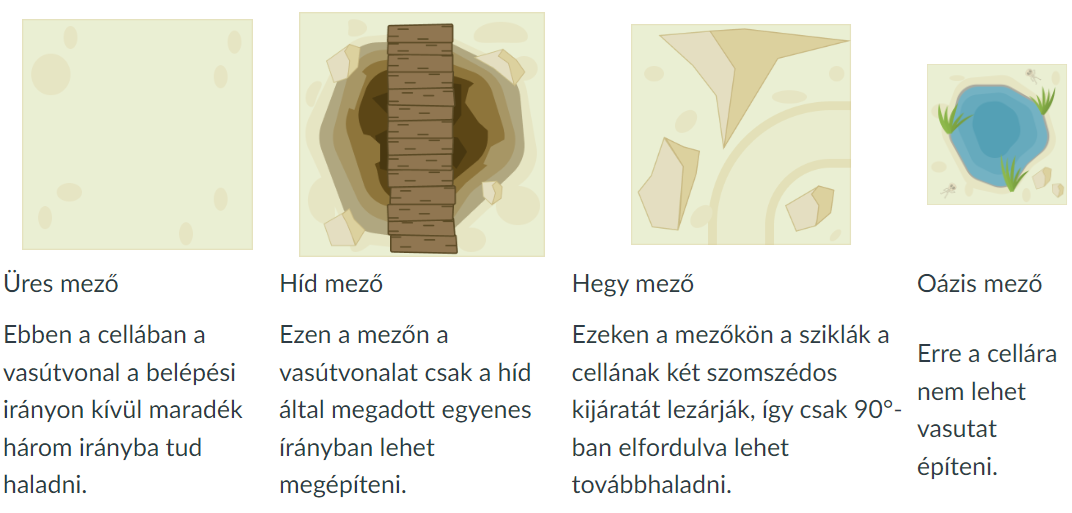 Üres mező
Ebben a cellában a
vasútvonal a belépési
irányon kívül maradék
három irányba tud
haladni.
Híd mező
Ezen a mezőn a
vasútvonalat csak a híd
által megadott egyenes
írányban lehet
megépíteni.
Hegy mező
Ezeken a mezőkön a sziklák a
cellának két szomszédos
kijáratát lezárják, így csak 90°-
ban elfordulva lehet
továbbhaladni.
Oázis mező
Erre a cellára
nem lehet
vasutat
építeni.